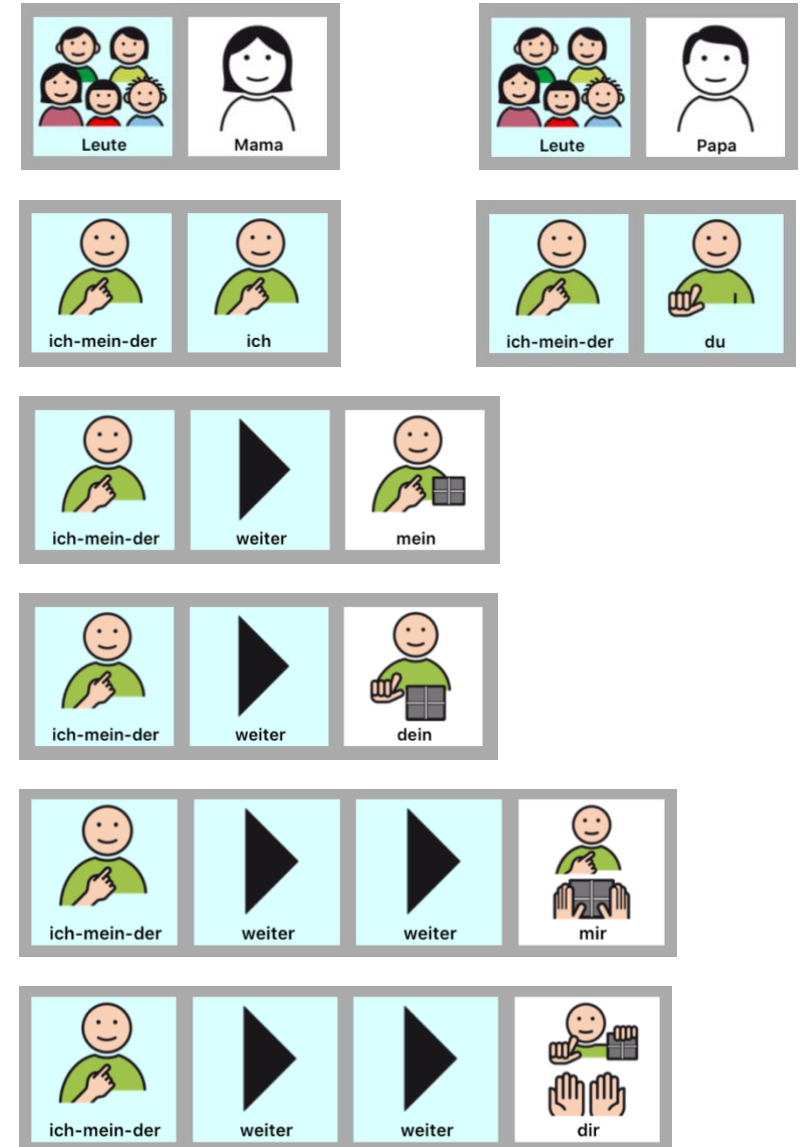 Leute Mama
Leute Papa
ich-mein-der ich
ich-mein-der du
ich-mein-der weiter mein
ich-mein-der weiter dein
ich-mein-der weiter weiter mir
ich-mein-der weiter weiter dir